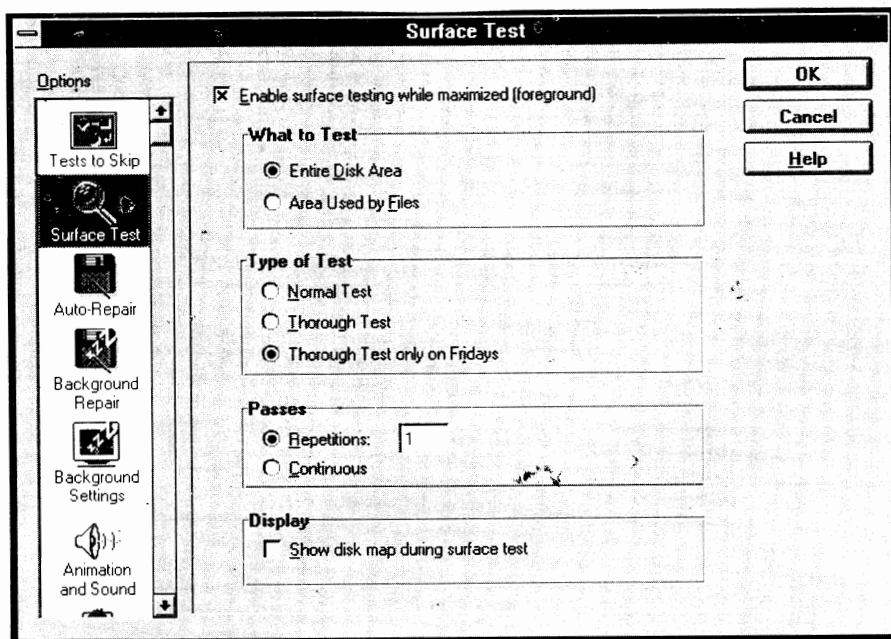 Surface Test
Options
Tests to Skip
Surface Test
Auto-Repair
Background
Repair
Background
Settings
Animation
and Sound
Enable surface testing while maximized (foreground)
What to Test
Entire Disk Area
Area Used by Files
Type of Test
Normal Test
Thorough Test
Thorough Test only on Fridays
Passes
Repetitions: 1
Continuous
Display
Show disk map during surface test
OK
Cancel
Help